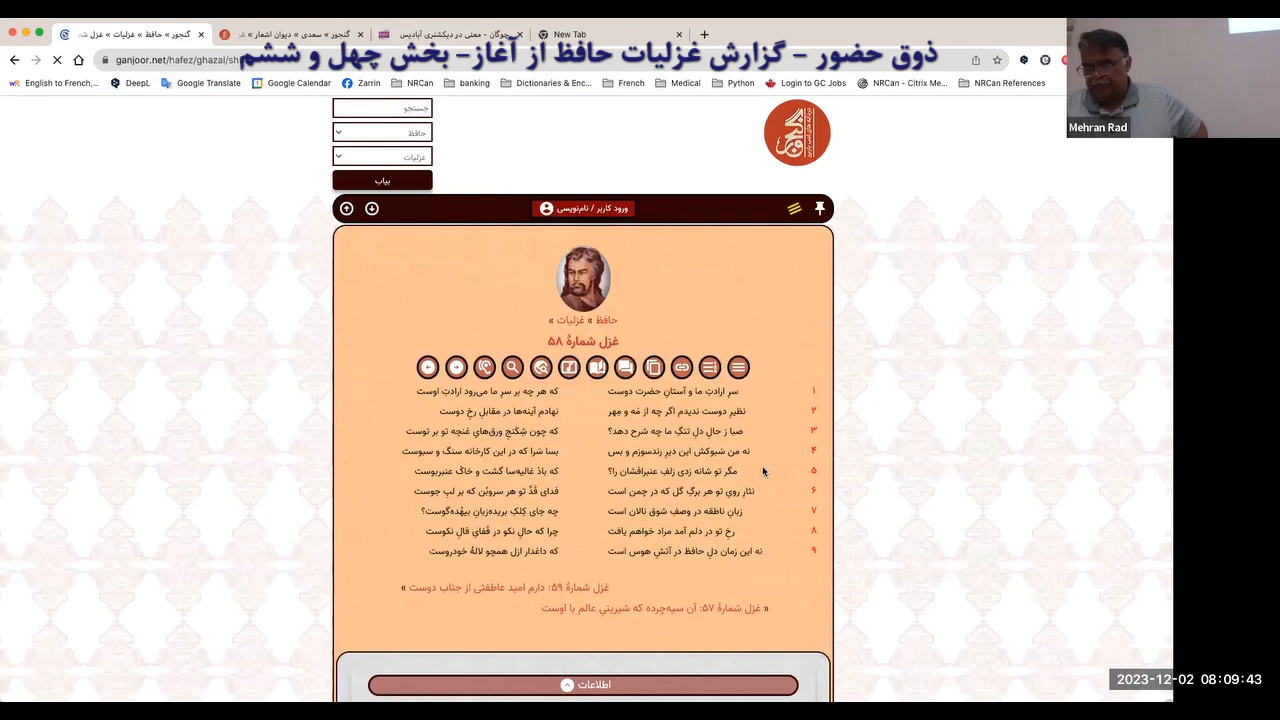 گنجور » حافظ » غزلیات » غزل شم
گنجور » سعدی » دیوان اشعار » غز
چوگان - معنی در دیکشنری آبادیس
New Tab
ذوق حضور - گزارش غزلیات حافظ از آغاز- بخش چهل و ششم
ganjoor.net/hafez/ghazal/sh
English to French,...
DeepL
Google Translate
Google Calendar
Zarrin
NRCan
banking
Dictionaries & Enc...
French
Medical
Python
Login to GC Jobs
NRCan - Citrix Me...
NRCan References
Mehran Rad
جستجو
حافظ
غزلیات
بیاب
گنجور
ورود کاربر / نام‌نویسی
حافظ » غزلیات »
غزل شمارهٔ ۵۸
۱ سرِ ارادتِ ما و آستانِ حضرت دوست که هر چه بر سرِ ما می‌رود ارادتِ اوست
۲ نظیرِ دوست ندیدم اگر چه از مَه و مِهر نهادم آینه‌ها در مقابلِ رخِ دوست
۳ صبا ز حالِ دلِ تنگِ ما چه شرح دهد؟ که چون شِکَنجِ ورق‌هایِ غنچه تو بر توست
۴ نه من سَبوکشِ این دیرِ رندسوزم و بس بسا سَرا که در این کارخانه سنگ و سبوست
۵ مگر تو شانه زدی زلفِ عنبرافشان را؟ که بادْ غالیه‌سا گشت و خاکْ عنبربوست
۶ نثارِ رویِ تو هر برگِ گل که در چمن است فدای قَدِّ تو هر سروبُن که بر لبِ جوست
۷ زبانِ ناطقه در وصفِ شوق نالان است چه جای کِلکِ بریده‌زبانِ بیهُده‌گوست؟
۸ رخِ تو در دلم آمد مراد خواهم یافت چرا که حالِ نکو در قَفایِ فالِ نکوست
۹ نه این زمان دلِ حافظ در آتشِ هوس است که داغدار ازل همچو لالهٔ خودروست
غزل شمارهٔ ۵۹: دارم امید عاطفتی از جناب دوست »
« غزل شمارهٔ ۵۷: آن سیه‌چرده که شیرینیِ عالم با اوست
اطلاعات
2023-12-02 08:09:43